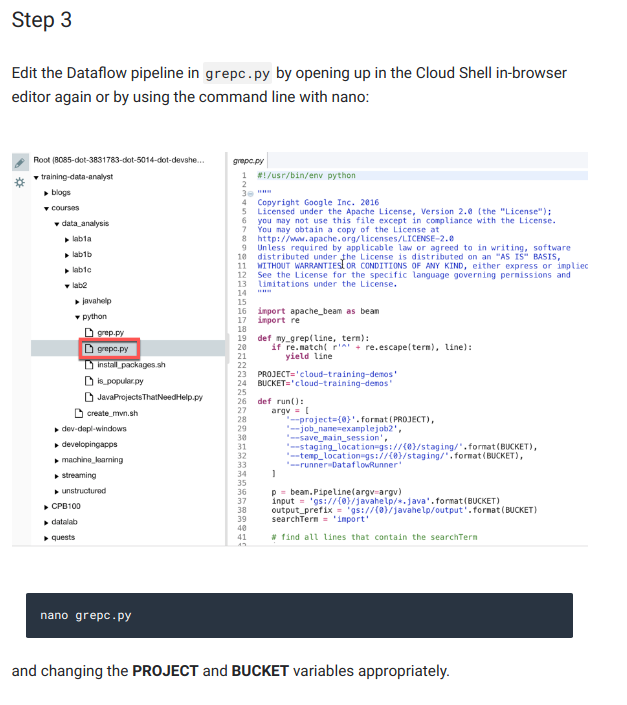 Step 3
Edit the Dataflow pipeline in grepc.py by opening up in the Cloud Shell in-browser
editor again or by using the command line with nano:
Root (8085-dot-3831783-dot-5014-dot-devshe...
training-data-analyst
blogs
courses
data_analysis
lab1a
lab1b
lab1c
lab2
javahelp
python
grep.py
grepc.py
install_packages.sh
is_popular.py
JavaProjectsThatNeedHelp.py
create_mvn.sh
dev-depl-windows
developingapps
machine_learning
streaming
unstructured
CPB100
datalab
quests
grepc.py
1 #!/usr/bin/env python
2
3 """
4 Copyright Google Inc. 2016
5 Licensed under the Apache License, Version 2.0 (the "License");
6 you may not use this file except in compliance with the License.
7 You may obtain a copy of the License at
8 http://www.apache.org/licenses/LICENSE-2.0
9 Unless required by applicable law or agreed to in writing, software
10 distributed under the License is distributed on an "AS IS" BASIS,
11 WITHOUT WARRANTIES OR CONDITIONS OF ANY KIND, either express or implied
12 See the License for the specific language governing permissions and
13 limitations under the License.
14 """
15
16 import apache_beam as beam
17 import re
18
19 def my_grep(line, term):
20 if re.match( r'^' + re.escape(term), line):
21 yield line
22
23 PROJECT='cloud-training-demos'
24 BUCKET='cloud-training-demos'
25
26 def run():
27 argv = [
28 '--project={0}'.format(PROJECT),
29 '--job_name=examplejob2',
30 '--save_main_session',
31 '--staging_location=gs://{0}/staging/'.format(BUCKET),
32 '--temp_location=gs://{0}/staging/'.format(BUCKET),
33 '--runner=DataflowRunner'
34 ]
35
36 p = beam.Pipeline(argv=argv)
37 input = 'gs://{0}/javahelp/*.java'.format(BUCKET)
38 output_prefix = 'gs://{0}/javahelp/output'.format(BUCKET)
39 searchTerm = 'import'
40
41 # find all lines that contain the searchTerm
nano grepc.py
and changing the PROJECT and BUCKET variables appropriately.